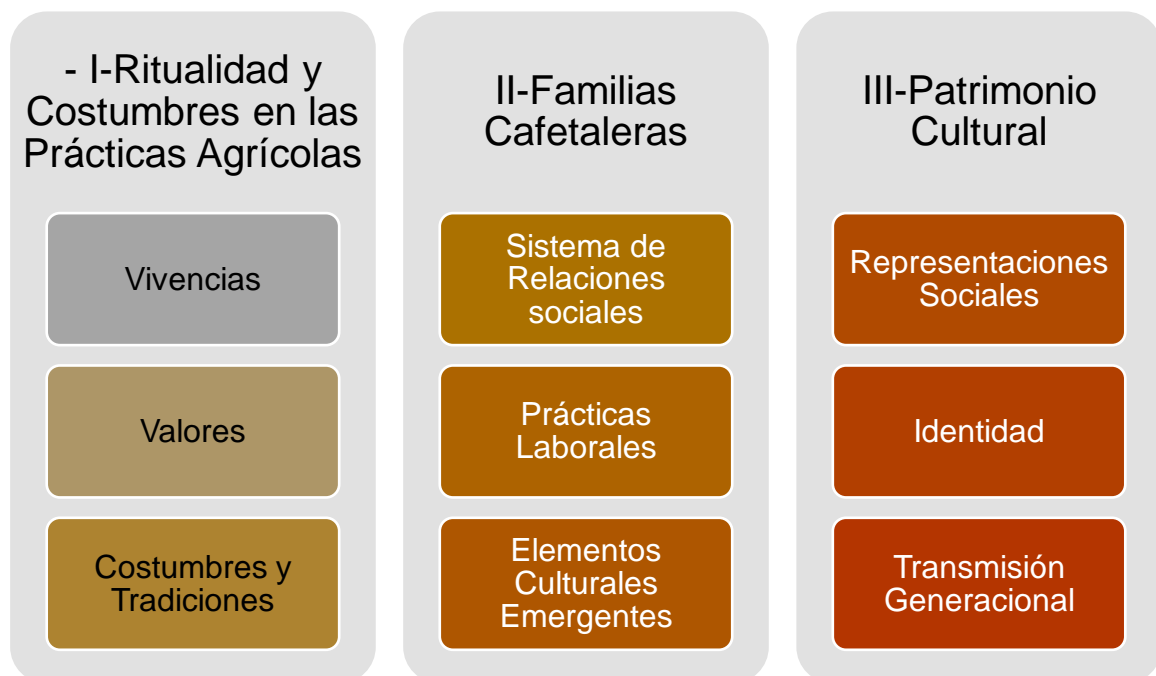 - I-Ritualidad y
Costumbres en las
Prácticas Agrícolas
Vivencias
Valores
Costumbres y
Tradiciones
II-Familias
Cafetaleras
Sistema de
Relaciones
sociales
Prácticas
Laborales
Elementos
Culturales
Emergentes
III-Patrimonio
Cultural
Representaciones
Sociales
Identidad
Transmisión
Generacional